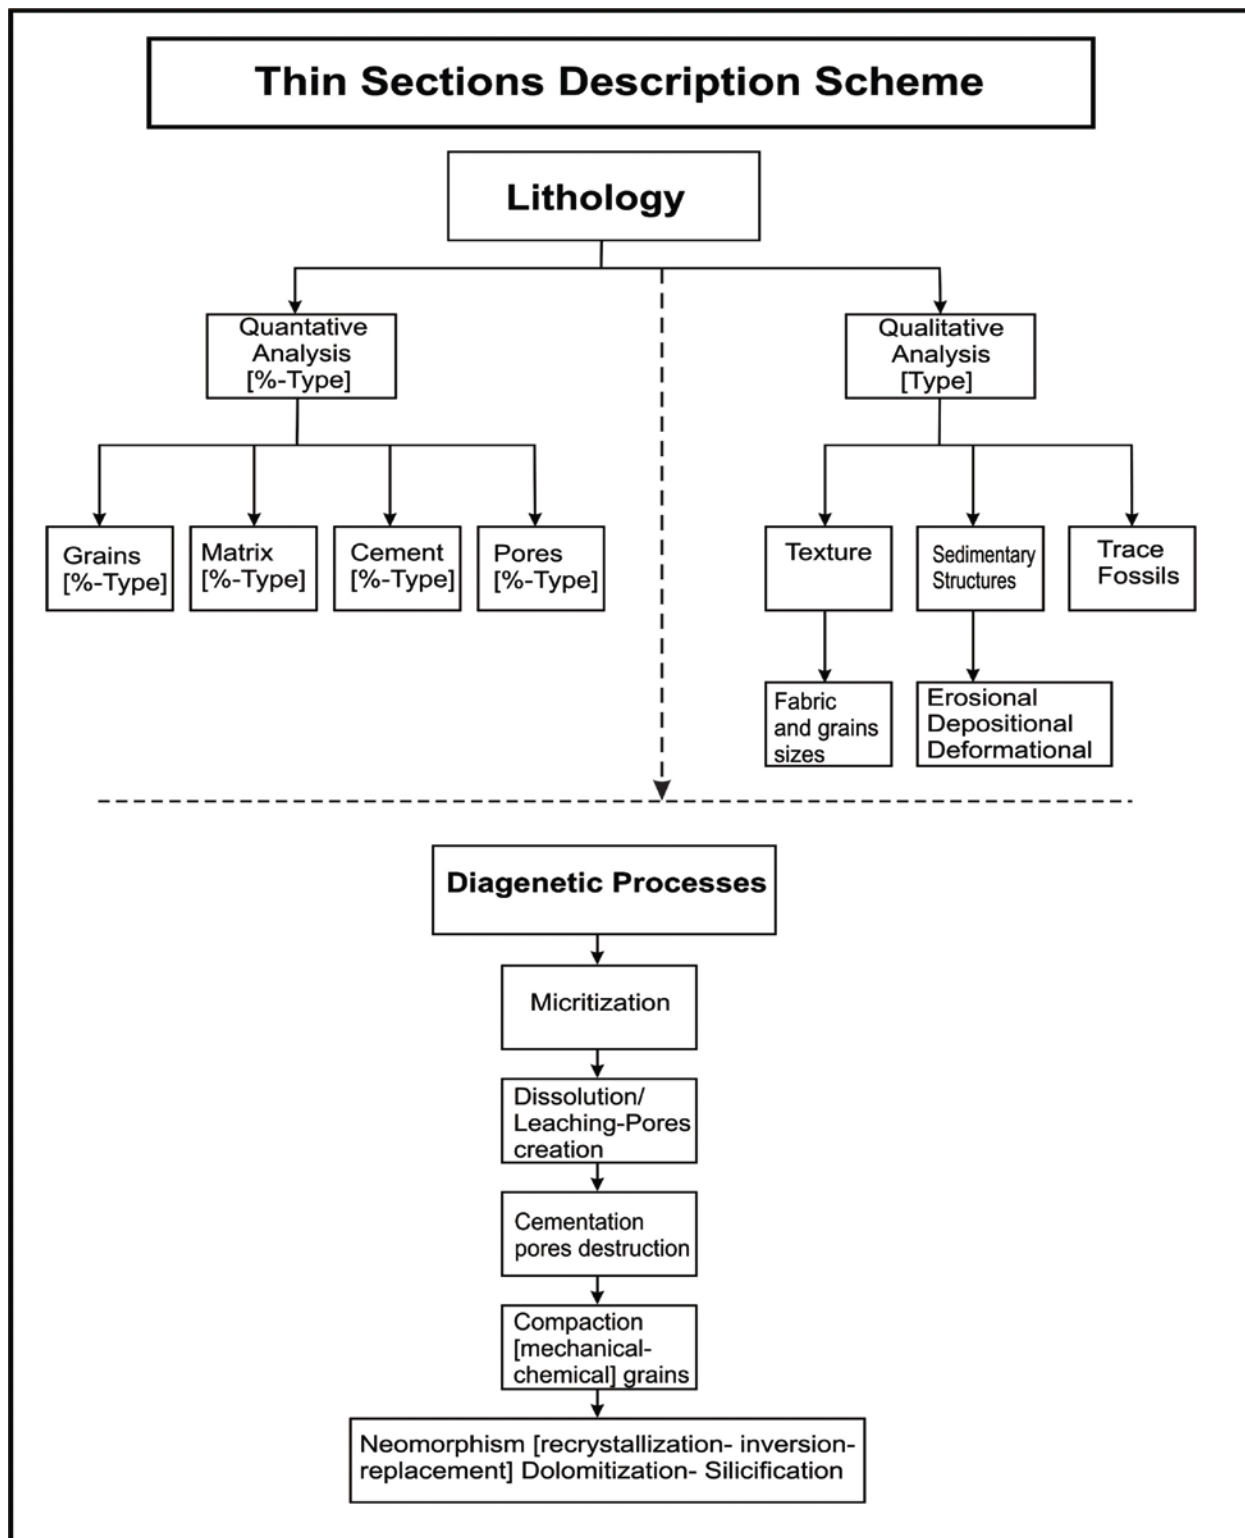 Thin Sections Description Scheme
Lithology
Quantative
Analysis
[%-Type]
Qualitative
Analysis
[Type]
Grains
[%-Type]
Matrix
[%-Type]
Cement
[%-Type]
Pores
[%-Type]
Texture
Sedimentary
Structures
Trace
Fossils
Fabric
and grains
sizes
Erosional
Depositional
Deformational
Diagenetic Processes
Micritization
Dissolution/
Leaching-Pores
creation
Cementation
pores destruction
Compaction
[mechanical-
chemical] grains
Neomorphism [recrystallization- inversion-
replacement] Dolomitization- Silicification